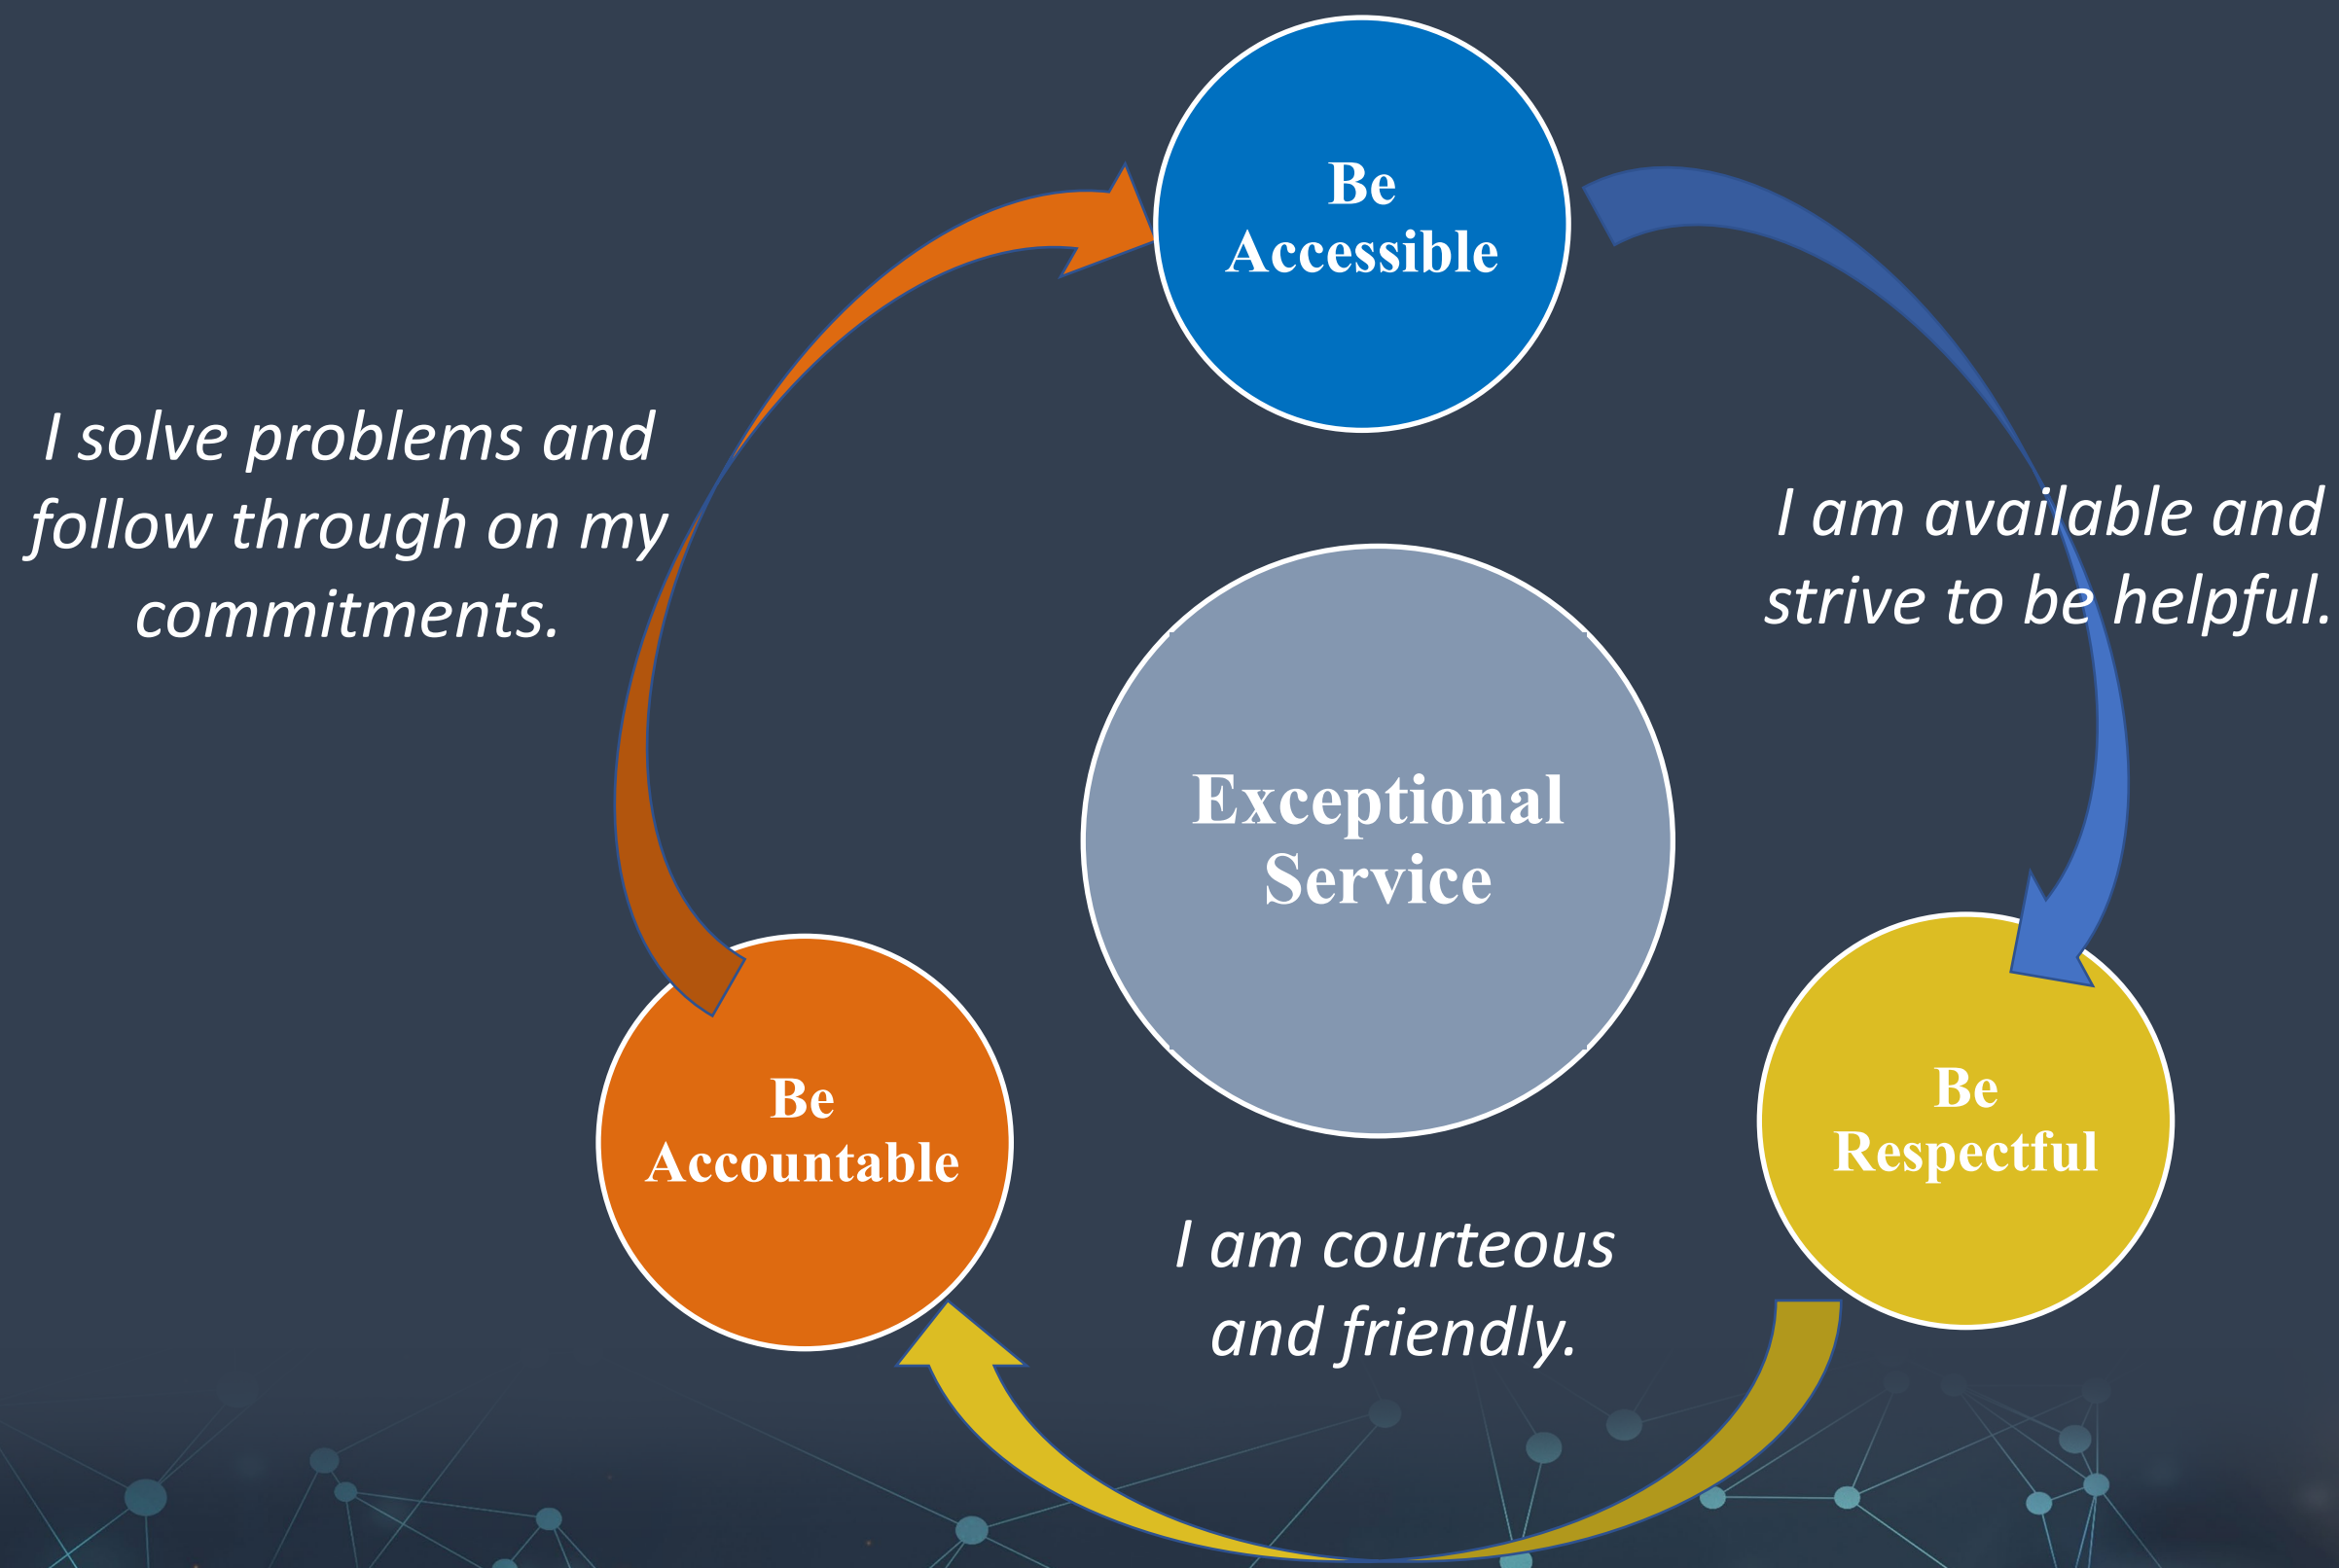 Be
Accessible
I solve problems and
follow through on my
commitments.
I am available and
strive to be helpful.
Exceptional
Service
Be
Accountable
Be
Respectful
I am courteous
and friendly.